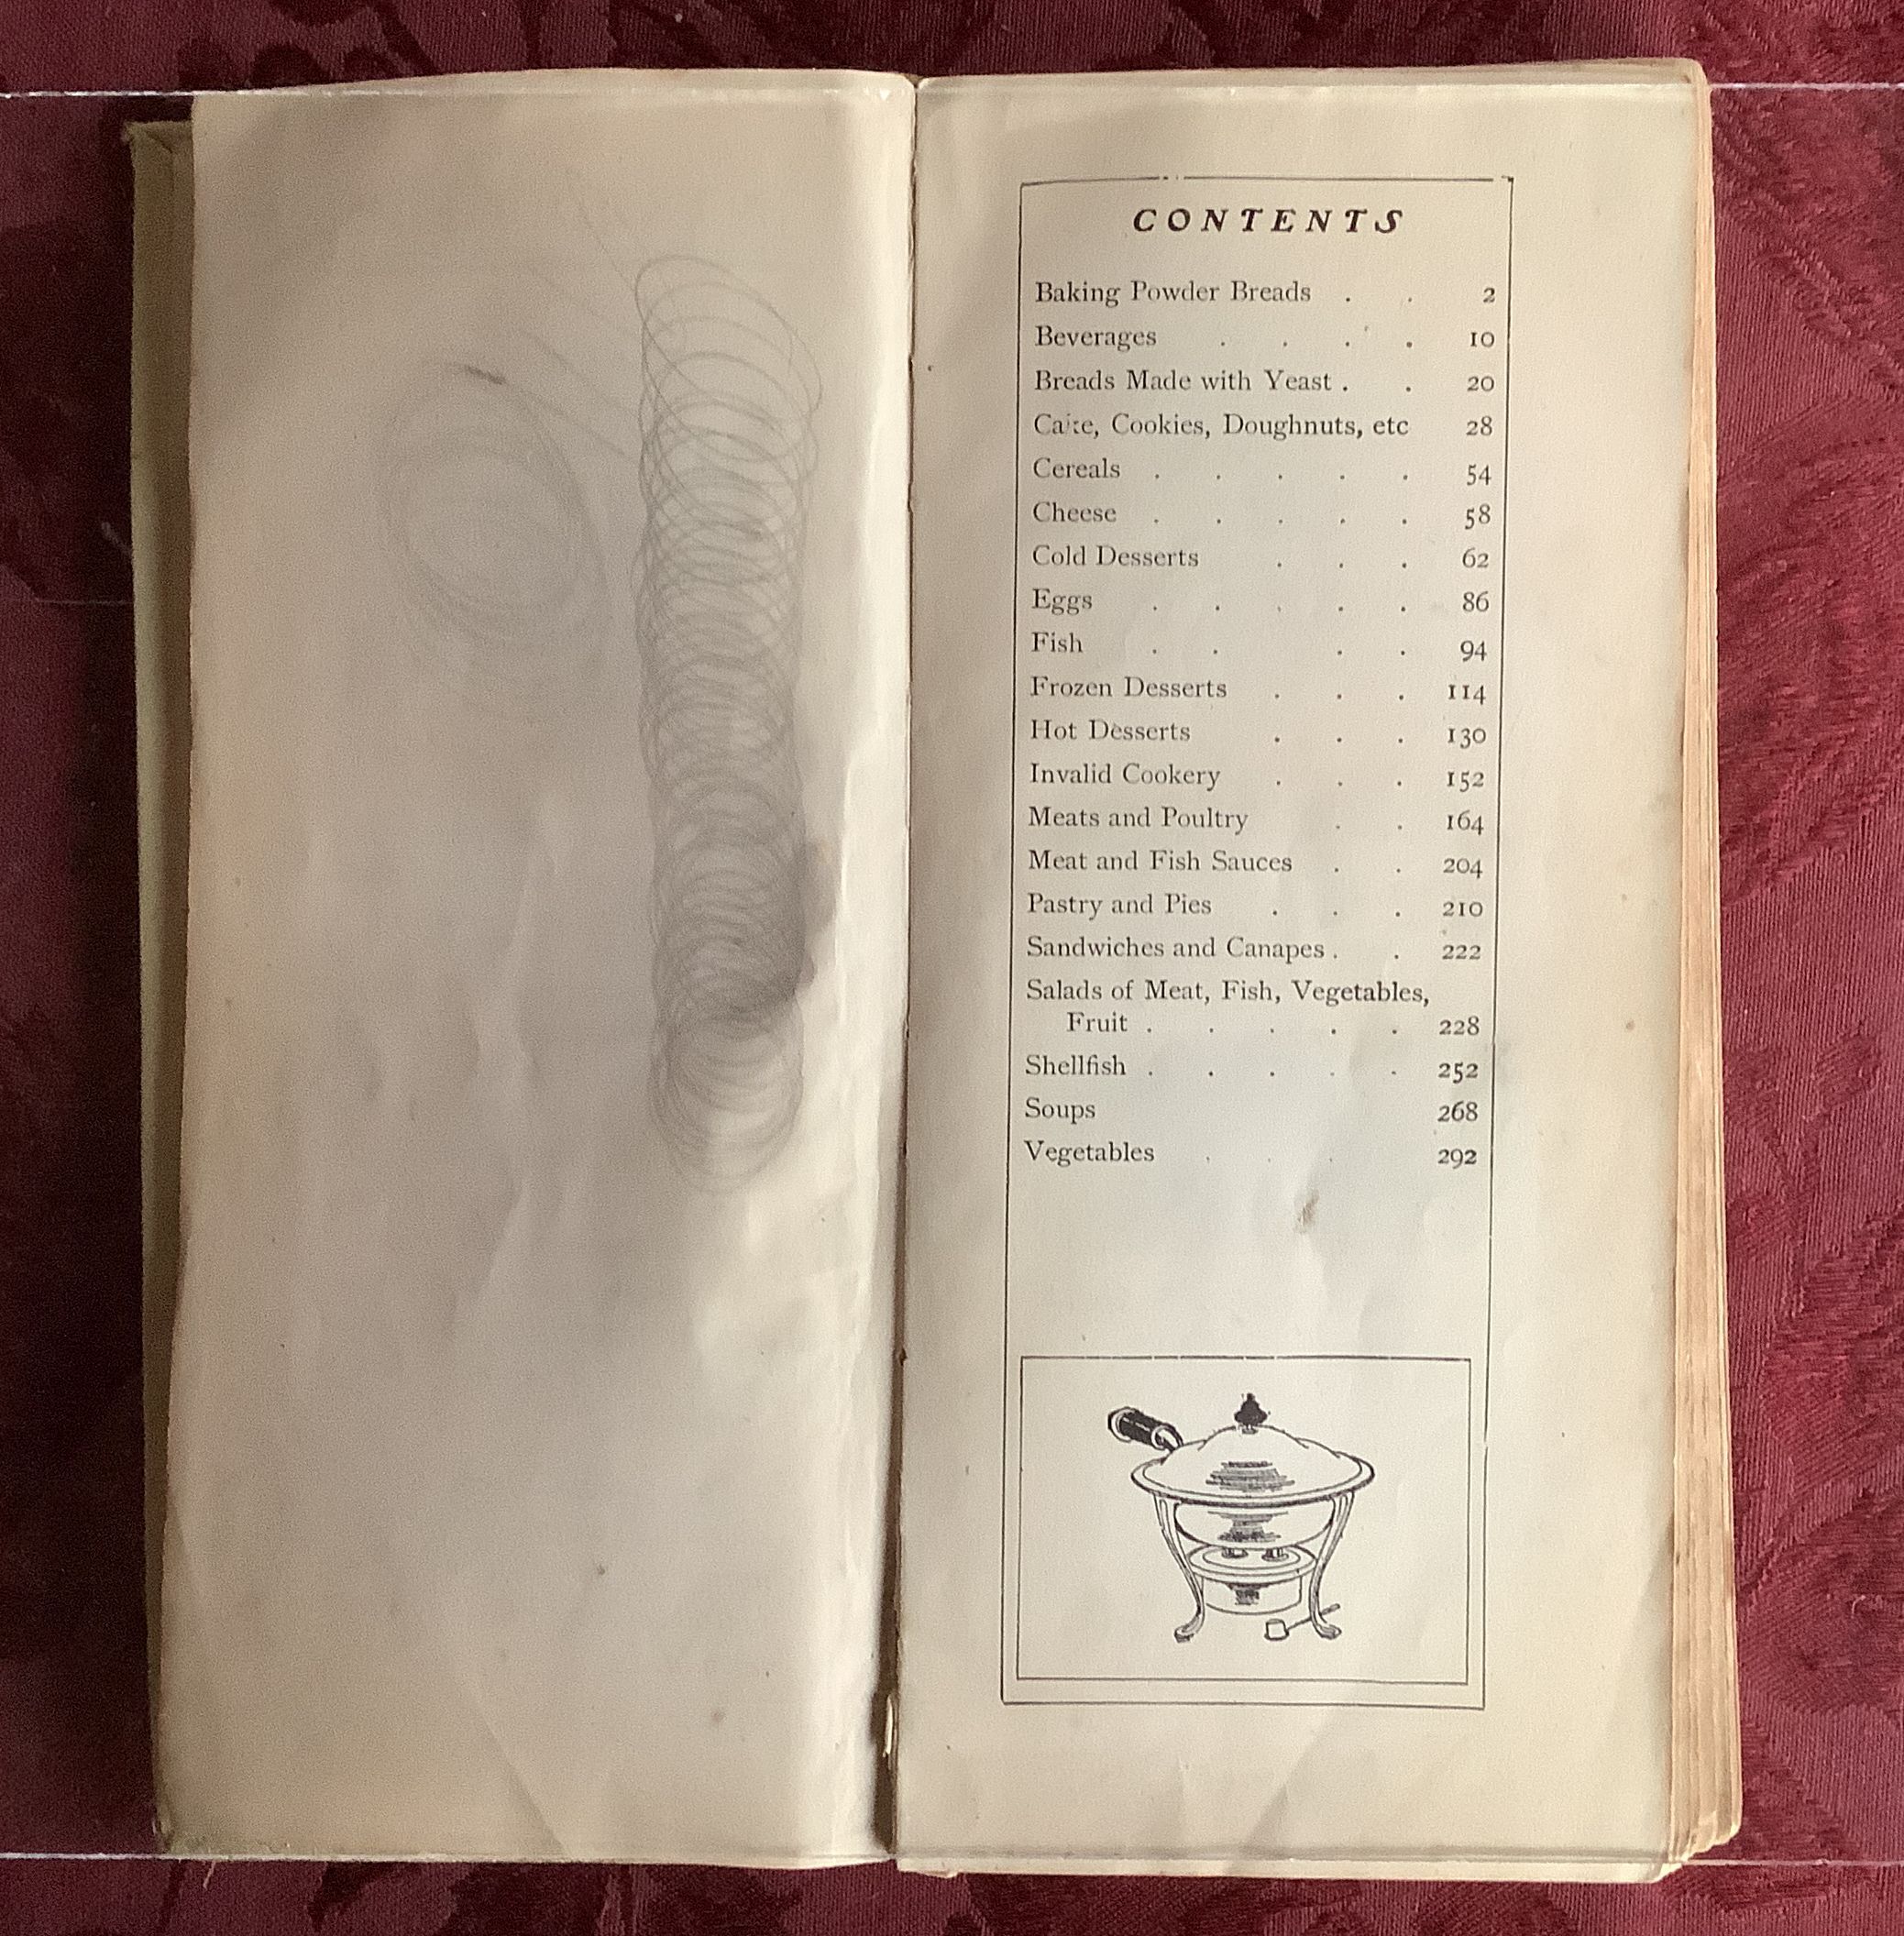 CONTENTS
Baking Powder Breads . . 2
Beverages . . . . 10
Breads Made with Yeast . . 20
Cake, Cookies, Doughnuts, etc 28
Cereals . . . . . 54
Cheese . . . . . 58
Cold Desserts . . . 62
Eggs . . . . . 86
Fish . . . . 94
Frozen Desserts . . . 114
Hot Desserts . . . 130
Invalid Cookery . . . 152
Meats and Poultry . . 164
Meat and Fish Sauces . . 204
Pastry and Pies . . . 210
Sandwiches and Canapes . . 222
Salads of Meat, Fish, Vegetables,
Fruit . . . . . 228
Shellfish . . . . . 252
Soups 268
Vegetables . . . 292